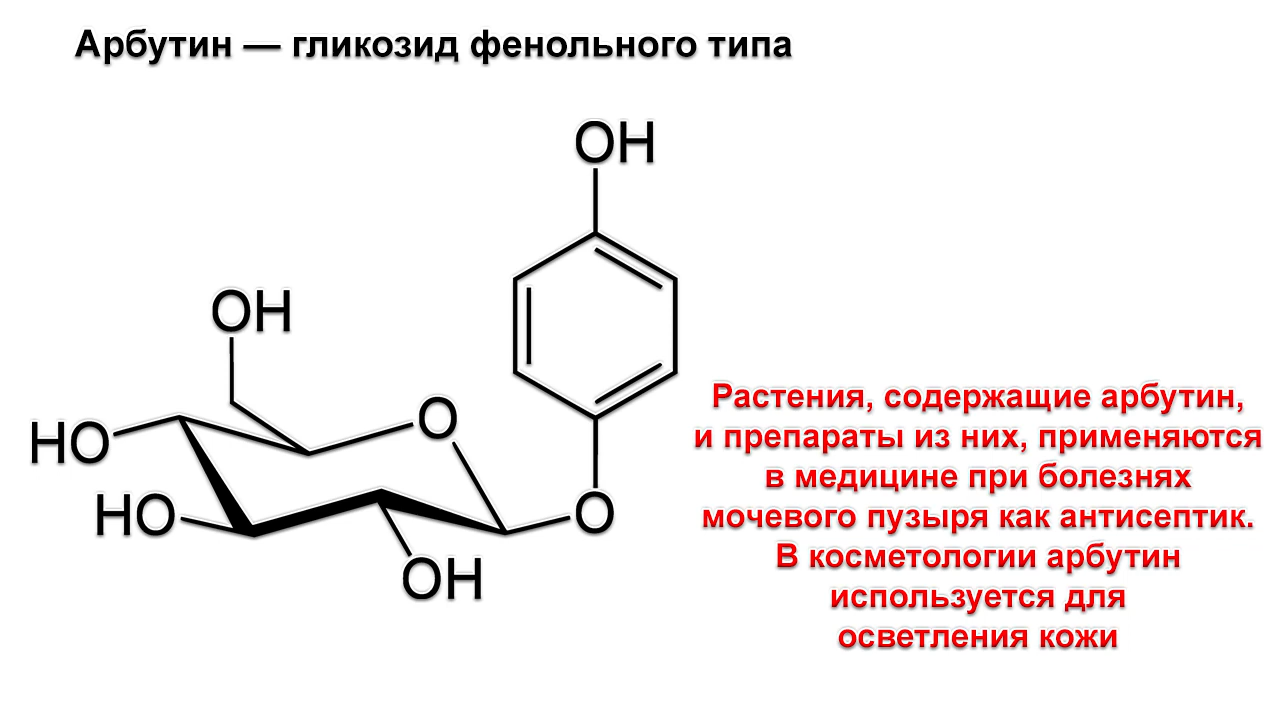 Арбутин — гликозид фенольного типа
OH
OH
O
HO
HO
O
OH
Растения, содержащие арбутин,
и препараты из них, применяются
в медицине при болезнях
мочевого пузыря как антисептик.
В косметологии арбутин
используется для
осветления кожи